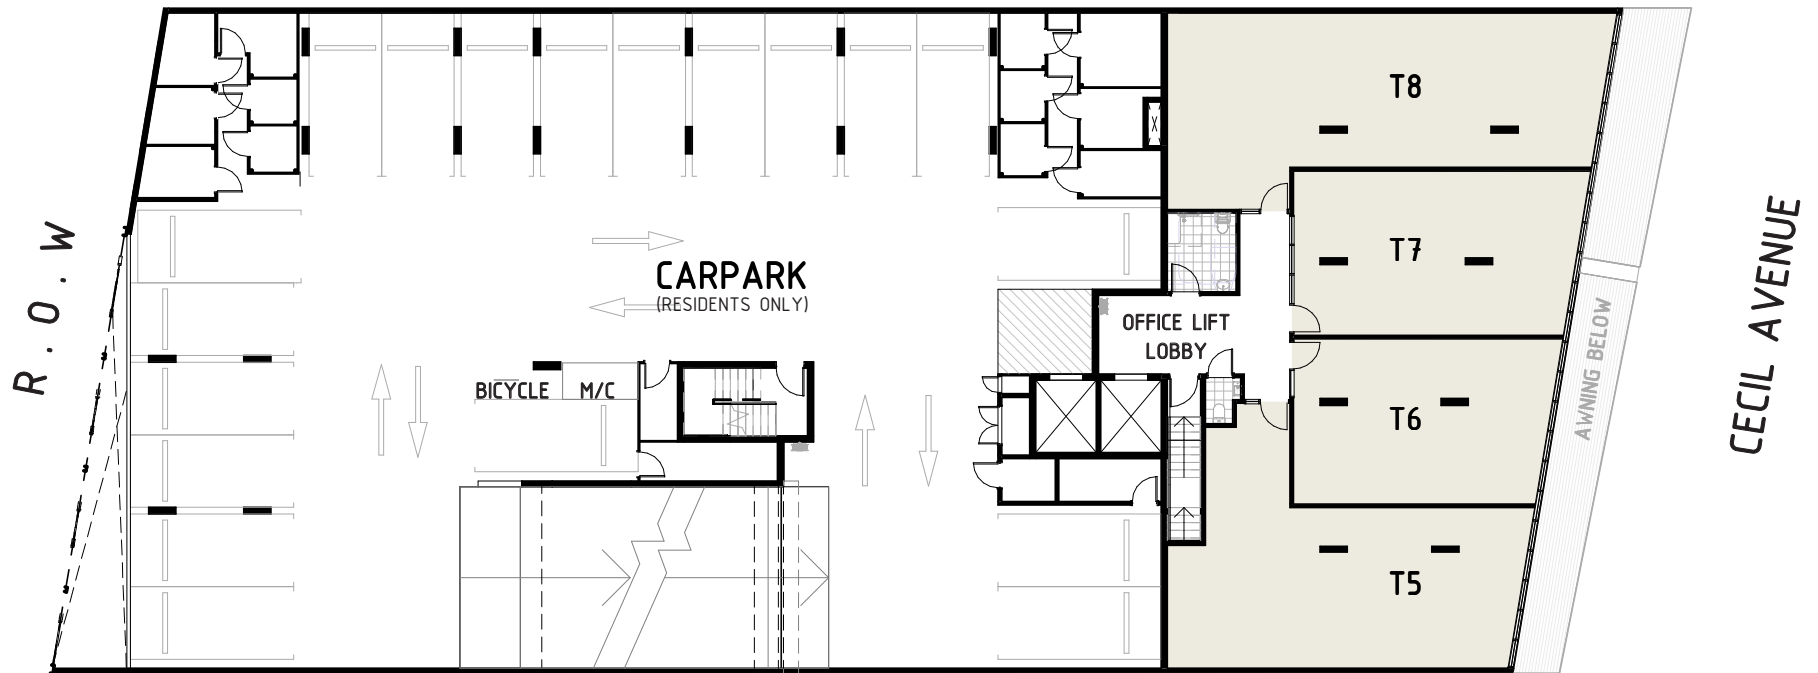 T8
R.O.W
T7
CARPARK
(RESIDENTS ONLY)
OFFICE LIFT
LOBBY
BICYCLE M/C
T6
AWNING BELOW
CECIL AVENUE
T5